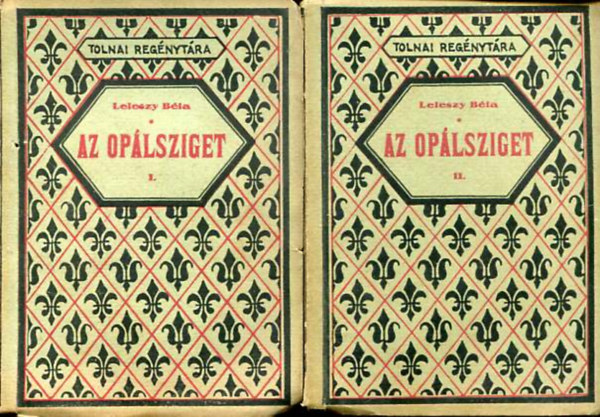 TOLNAI REGÉNYTÁRA
Leleszy Béla
AZ OPÁLSZIGET
I.
TOLNAI REGÉNYTÁRA
Leleszy Béla
AZ OPÁLSZIGET
II.